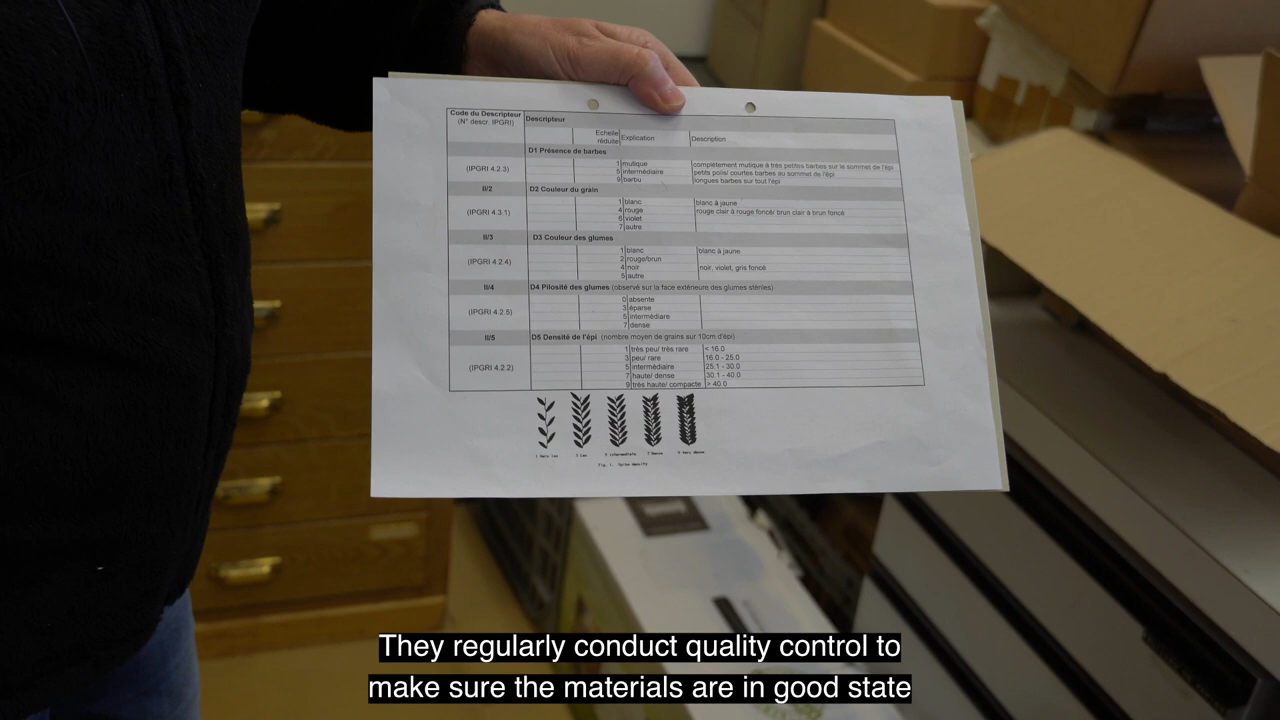 Code du Descripteur Descripteur
(N° descr. IPGRI)
Echelle réduite Explication Description
D1 Présence de barbes
(IPGRI 4.2.3)
1 mutique complètement mutique à très petites barbes sur le sommet de l'épi
5 intermédiaire petits poils/ courtes barbes au sommet de l'épi
9 barbu longues barbes sur tout l'épi
II/2 D2 Couleur du grain
(IPGRI 4.3.1)
1 blanc blanc à jaune
4 rouge rouge clair à rouge foncé/ brun clair à brun foncé
6 violet
7 autre
II/3 D3 Couleur des glumes
(IPGRI 4.2.4)
1 blanc blanc à jaune
2 rouge/brun
4 noir noir, violet, gris foncé
5 autre
II/4 D4 Pilosité des glumes (observé sur la face extérieure des glumes stériles)
(IPGRI 4.2.5)
0 absente
3 éparse
5 intermédiare
7 dense
II/5 D5 Densité de l'épi (nombre moyen de grains sur 10cm d'épi)
(IPGRI 4.2.2)
1 très peu/ très rare < 16.0
3 peu/ rare 16.0 - 25.0
5 intermédiaire 25.1 - 30.0
7 haute/ dense 30.1 - 40.0
9 très haute/ compacte > 40.0
Fig. 1. Spike density
They regularly conduct quality control to
make sure the materials are in good state